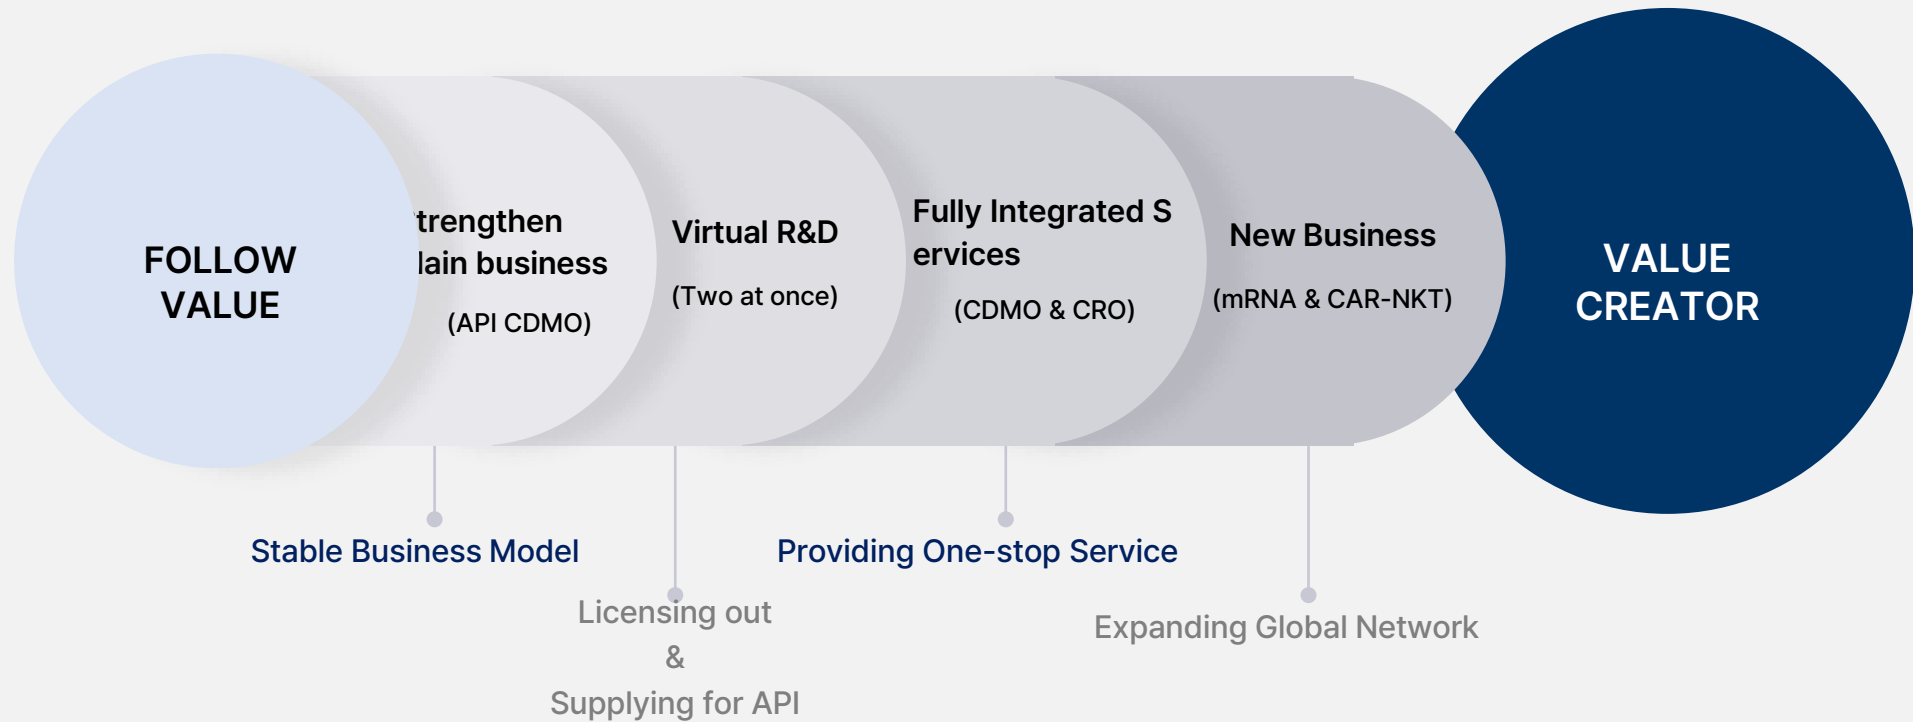 FOLLOW
VALUE
trengthen
ain business
(API CDMO)
Virtual R&D
(Two at once)
Fully Integrated S
ervices
(CDMO & CRO)
New Business
(mRNA & CAR-NKT)
VALUE
CREATOR
Stable Business Model
Providing One-stop Service
Licensing out
&
Supplying for API
Expanding Global Network